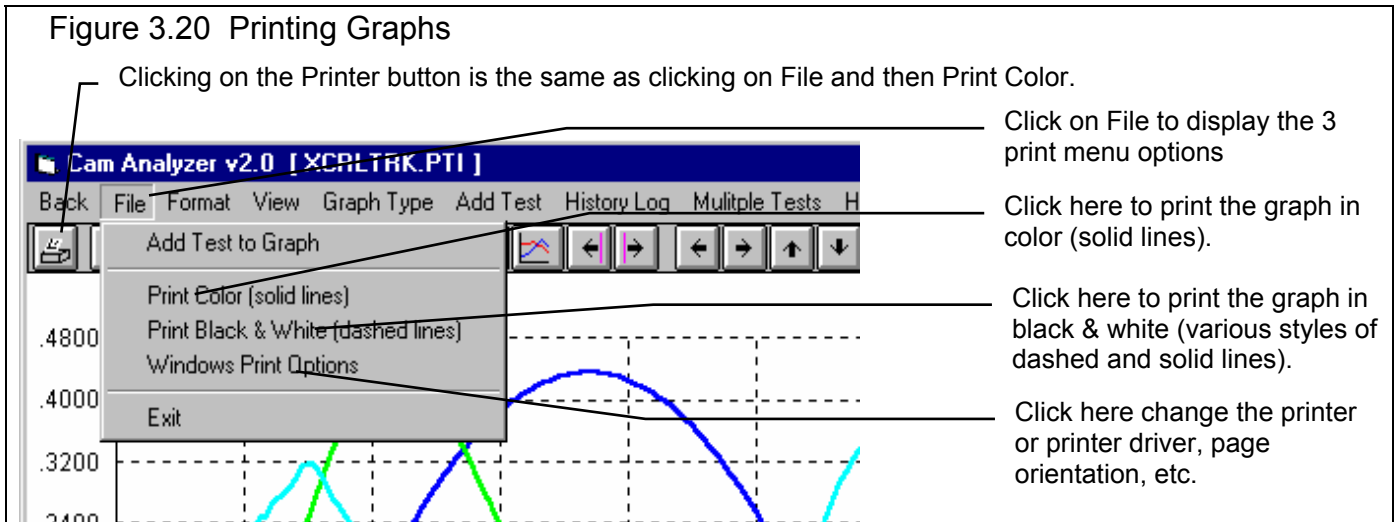 Figure 3.20 Printing Graphs
Clicking on the Printer button is the same as clicking on File and then Print Color.
Click on File to display the 3
print menu options
Cam Analyzer v2.0 [ XCRLTRK.PTI ]
Back File Format View Graph Type Add Test History Log Mulitple Tests H
Click here to print the graph in
color (solid lines).
Add Test to Graph
Print Color (solid lines)
Print Black & White (dashed lines)
Windows Print Options
Exit
Click here to print the graph in
black & white (various styles of
dashed and solid lines).
Click here change the printer
or printer driver, page
orientation, etc.
.4800
.4000
.3200
.2400